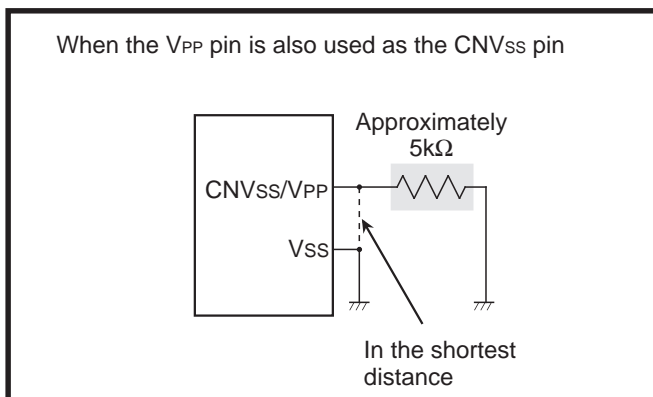 When the VPP pin is also used as the CNVSS pin
Approximately
5kΩ
CNVSS/VPP
VSS
In the shortest
distance